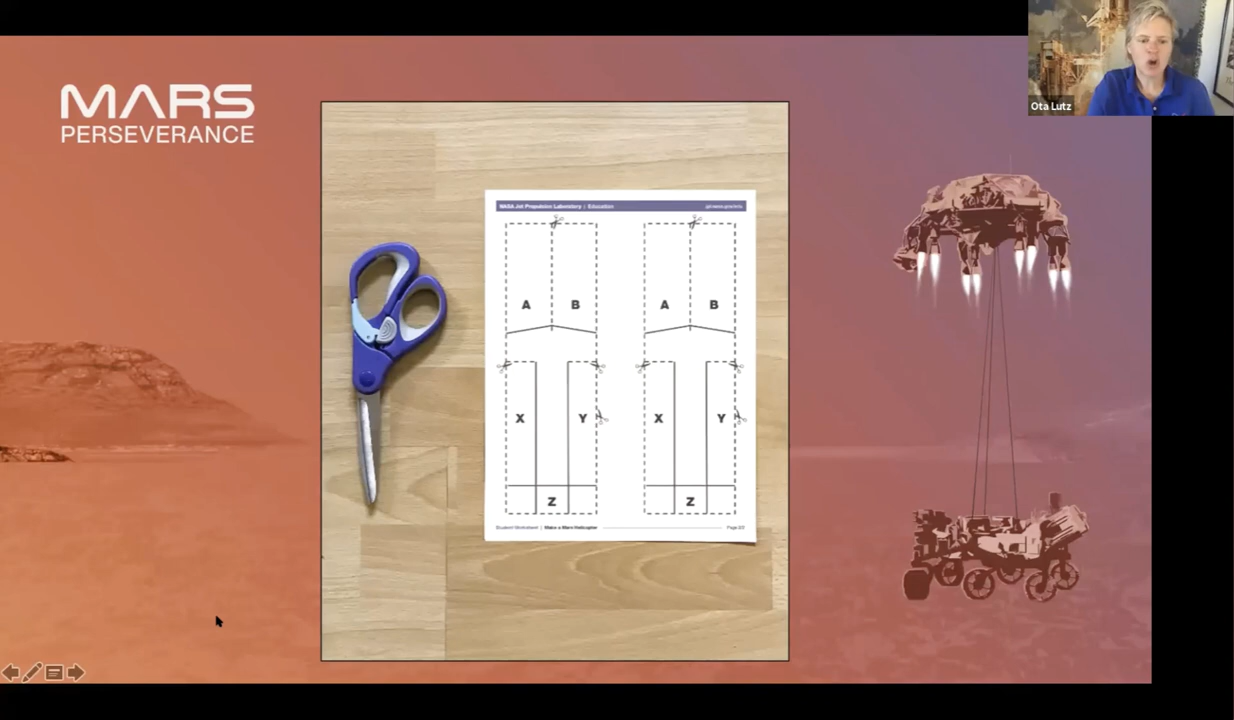 MARS
PERSEVERANCE
Ota Lutz
NASA Jet Propulsion Laboratory | Education
A B A B
X Y X Y
Z Z
Student Worksheet | Make a Mars Helicopter